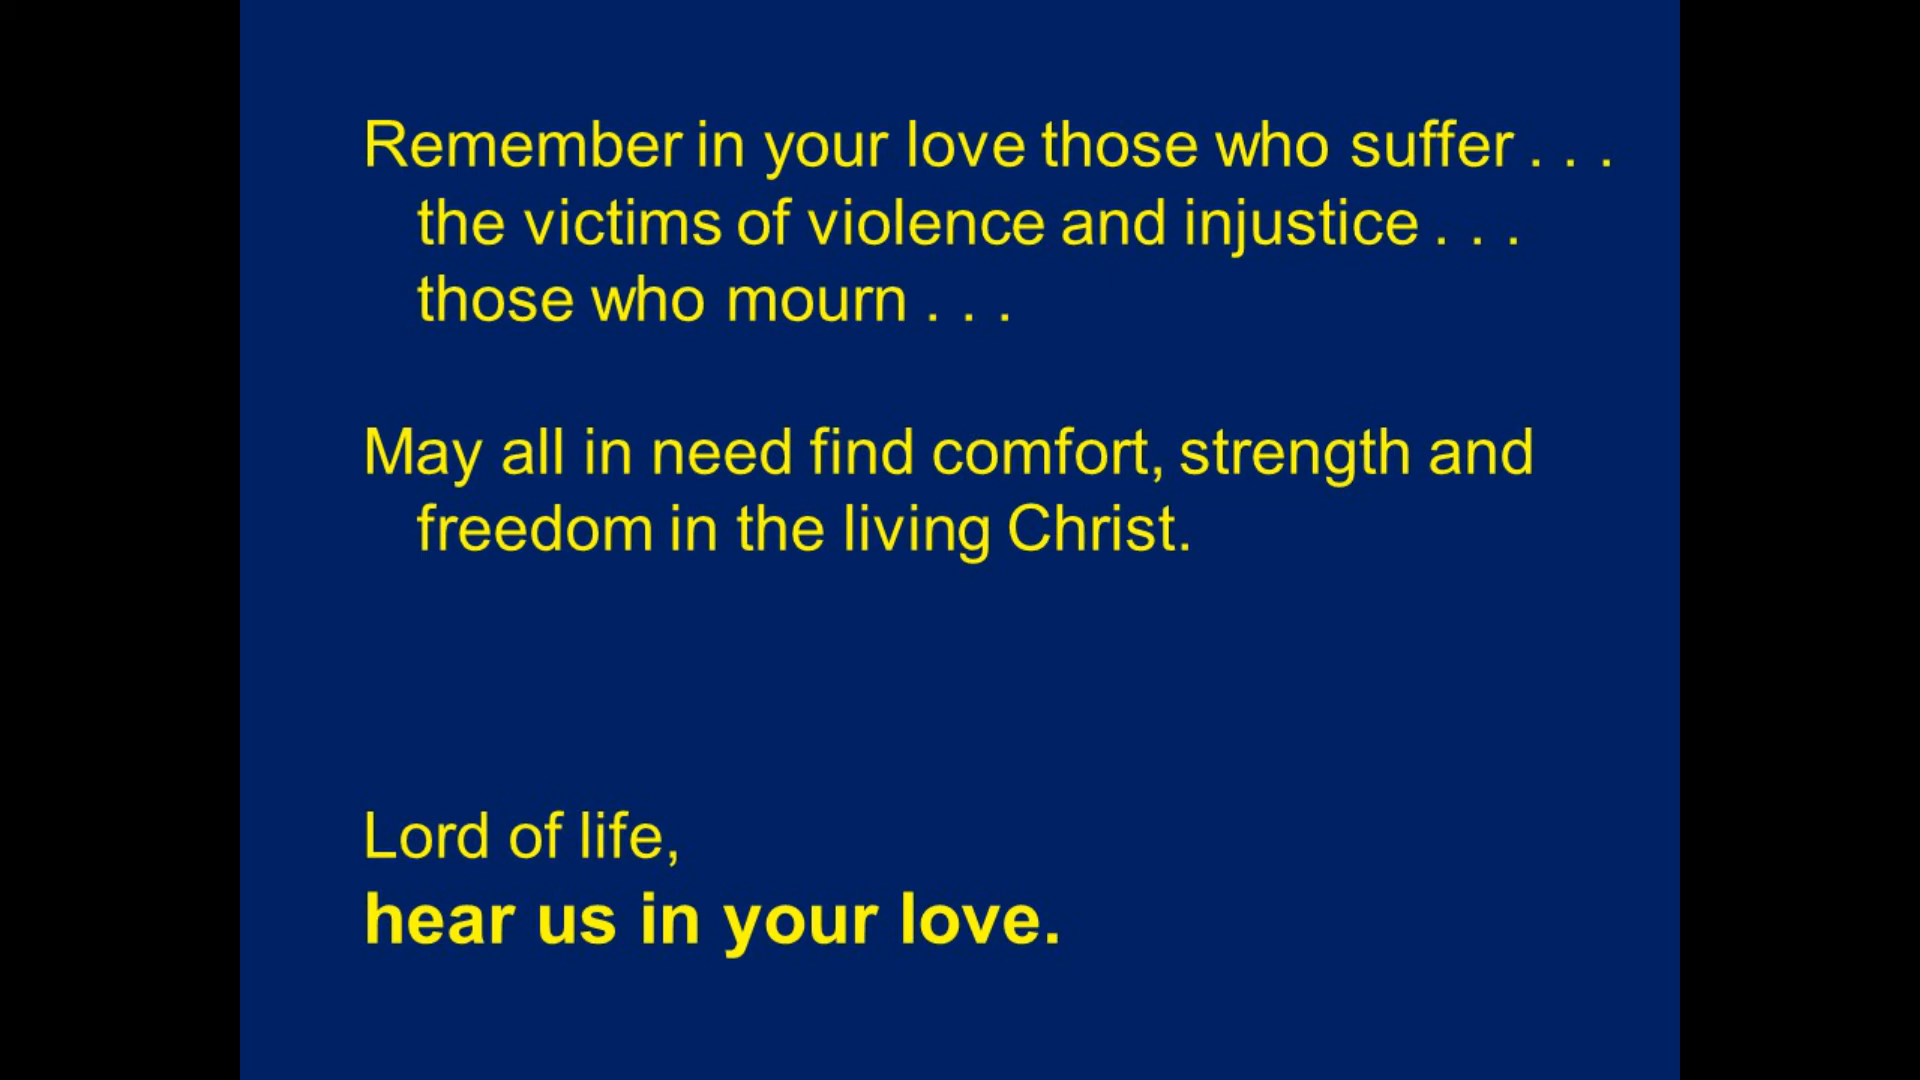 Remember in your love those who suffer . . .
the victims of violence and injustice . . .
those who mourn . . .
May all in need find comfort, strength and
freedom in the living Christ.
Lord of life,
hear us in your love.